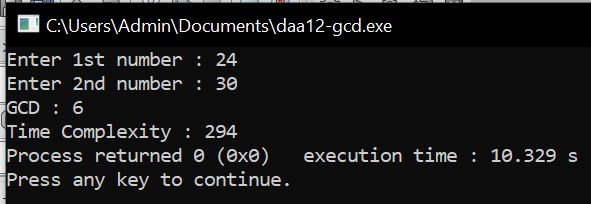 C:\Users\Admin\Documents\daa12-gcd.exe
Enter 1st number : 24
Enter 2nd number : 30
GCD : 6
Time Complexity : 294
Process returned 0 (0x0)   execution time : 10.329 s
Press any key to continue.